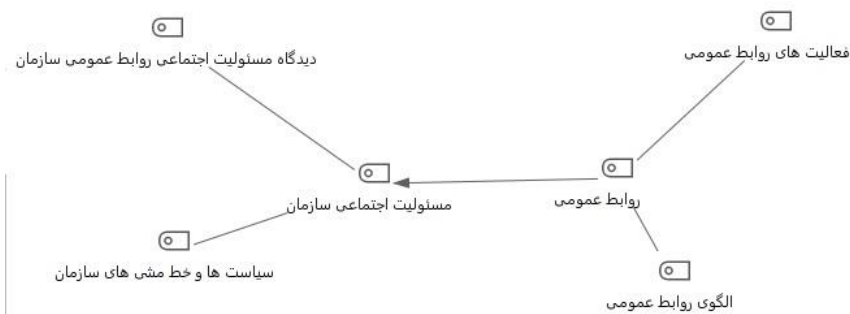 فعالیت های روابط عمومی
دیدگاه مسئولیت اجتماعی روابط عمومی سازمان
روابط عمومی
مسئولیت اجتماعی سازمان
سیاست ها و خط مشی های سازمان
الگوی روابط عمومی